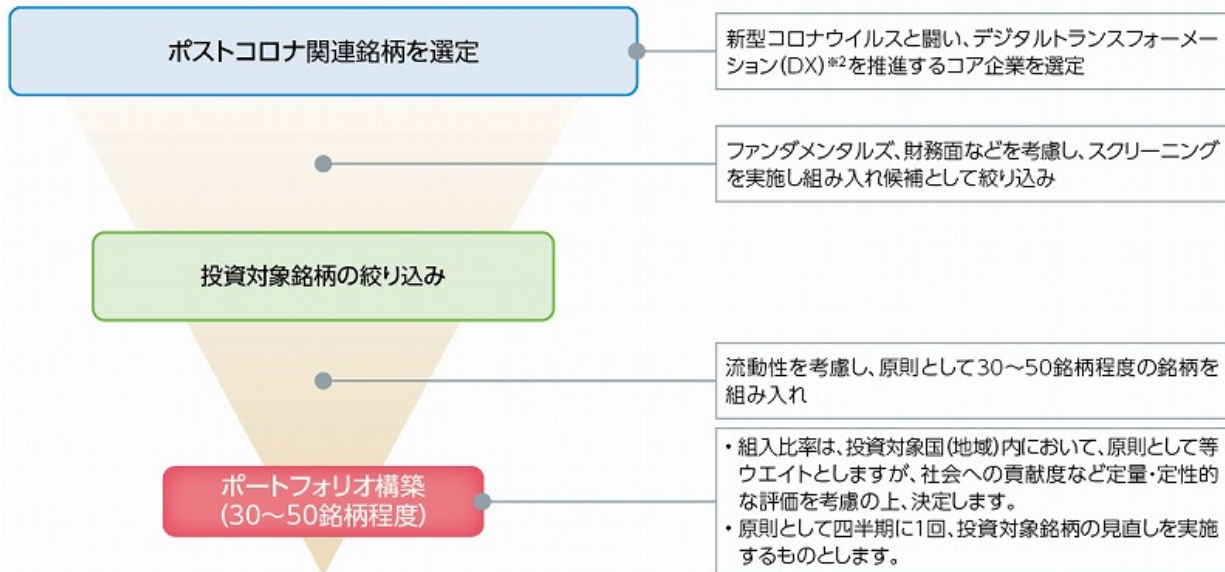 ポストコロナ関連銘柄を選定
新型コロナウイルスと闘い、デジタルトランスフォーメー
ション(DX)※2を推進するコア企業を選定
ファンダメンタルズ、財務面などを考慮し、スクリーニング
を実施し組み入れ候補として絞り込み
投資対象銘柄の絞り込み
流動性を考慮し、原則として30～50銘柄程度の銘柄を
組み入れ
ポートフォリオ構築
(30～50銘柄程度)
・組入比率は、投資対象国(地域)内において、原則として等
ウエイトとしますが、社会への貢献度など定量・定性的
な評価を考慮の上、決定します。
・原則として四半期に1回、投資対象銘柄の見直しを実施
するものとします。